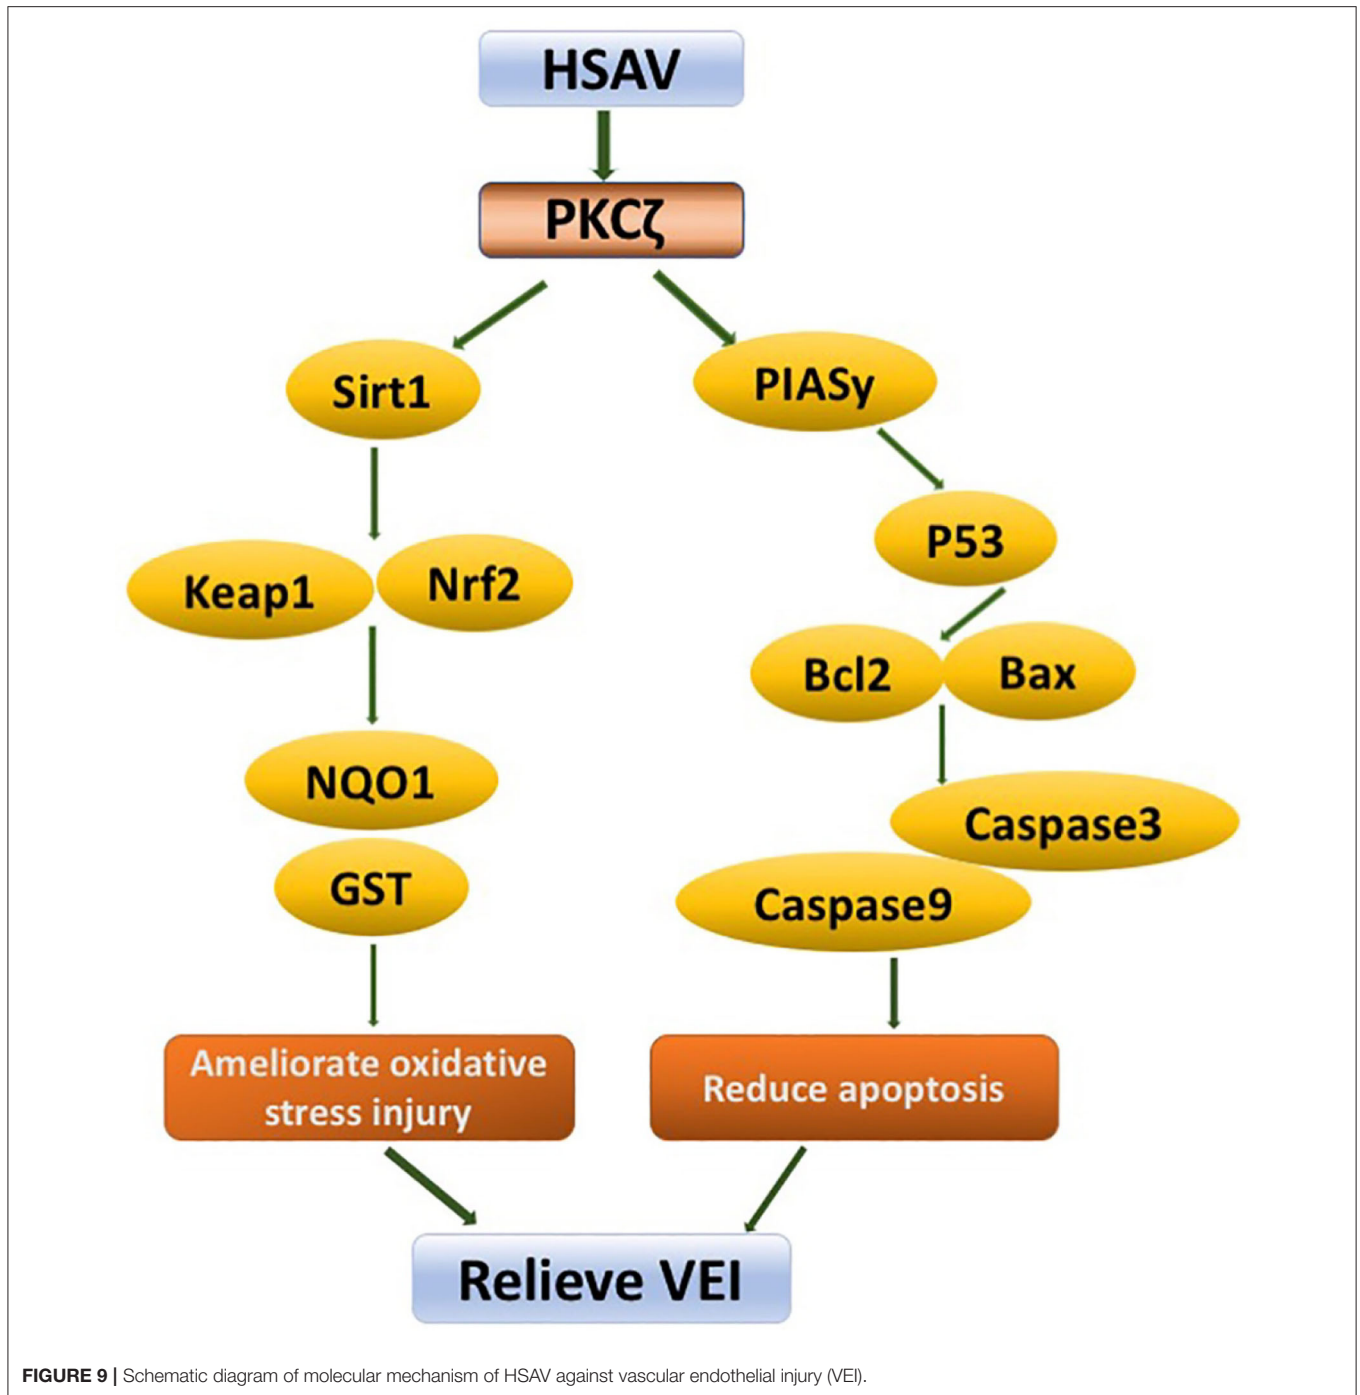 HSAV
PKCζ
Sirt1
PIASy
P53
Keap1
Nrf2
Bcl2
Bax
NQO1
Caspase3
GST
Caspase9
Ameliorate oxidative
stress injury
Reduce apoptosis
Relieve VEI
FIGURE 9 | Schematic diagram of molecular mechanism of HSAV against vascular endothelial injury (VEI).